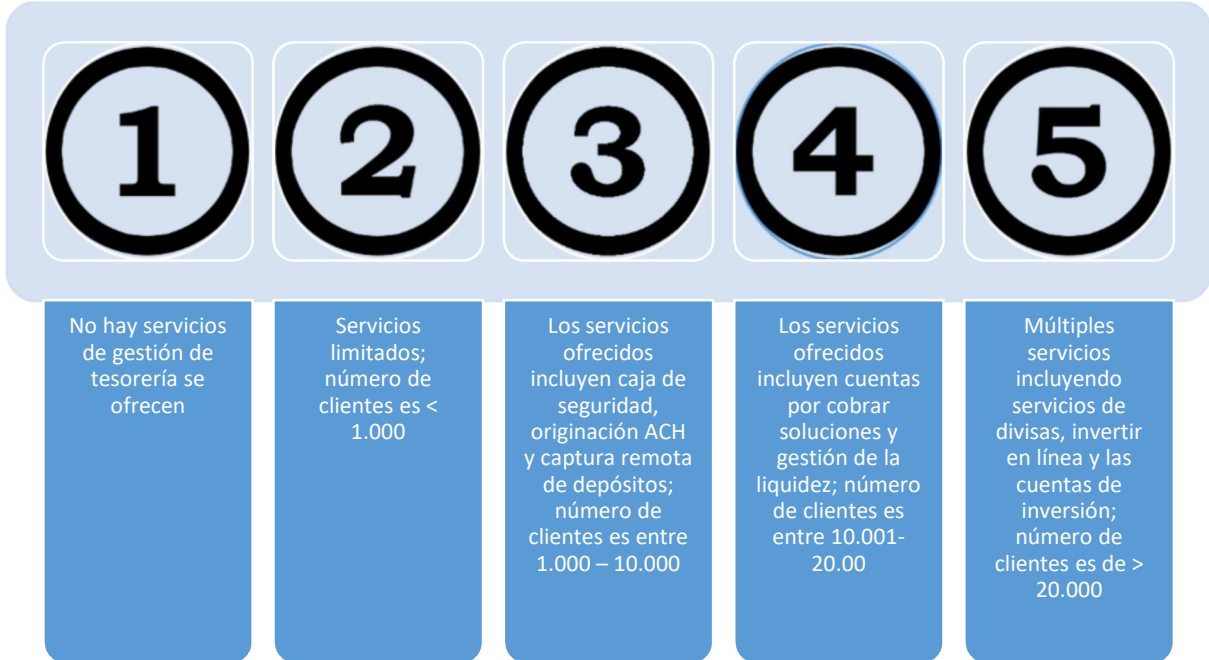 1
2
3
4
5
No hay servicios
de gestión de
tesorería se
ofrecen
Servicios
limitados;
número de
clientes es <
1.000
Los servicios
ofrecidos
incluyen caja de
seguridad,
originación ACH
y captura remota
de depósitos;
número de
clientes es entre
1.000 – 10.000
Los servicios
ofrecidos
incluyen cuentas
por cobrar
soluciones y
gestión de la
liquidez; número
de clientes es
entre 10.001-
20.00
Múltiples
servicios
incluyendo
servicios de
divisas, invertir
en línea y las
cuentas de
inversión;
número de
clientes es de >
20.000